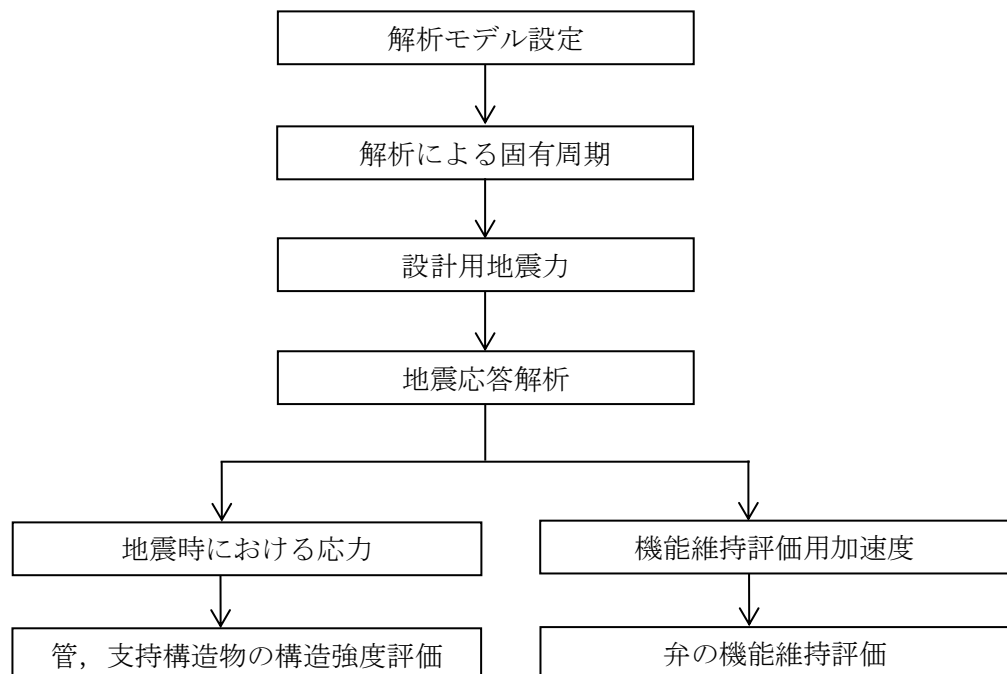 解析モデル設定
解析による固有周期
設計用地震力
地震応答解析
地震時における応力
機能維持評価用加速度
管，支持構造物の構造強度評価
弁の機能維持評価